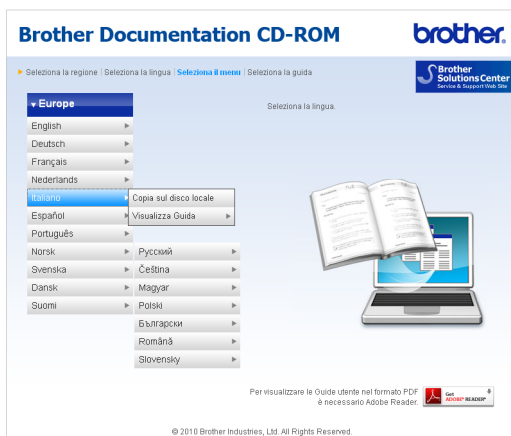 Brother Documentation CD-ROM
brother.
Seleziona la regione | Seleziona la lingua | Seleziona il menu | Seleziona la guida
Brother
Solutions Center
Service & Support Web Site
Europe
Seleziona la lingua.
English
Deutsch
Français
Nederlands
Italiano
Copia sul disco locale
Español
Visualizza Guida
Português
Norsk
Русский
Svenska
Čeština
Dansk
Magyar
Suomi
Polski
Български
Română
Slovensky
Per visualizzare le Guide utente nel formato PDF
è necessario Adobe Reader.
Get
ADOBE® READER®
© 2010 Brother Industries, Ltd. All Rights Reserved.